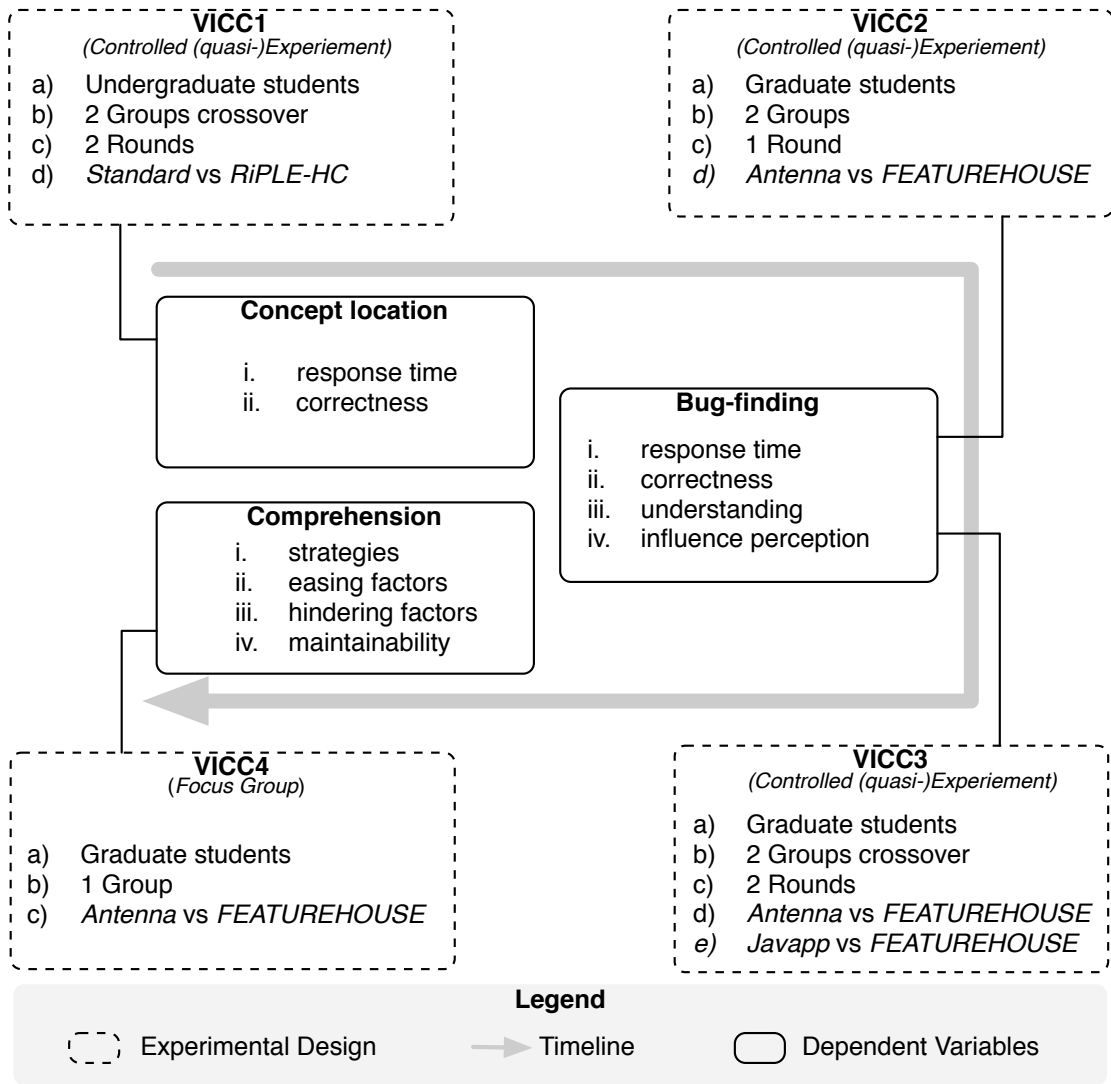 VICC1
(Controlled (quasi-)Experiement)
a) Undergraduate students
b) 2 Groups crossover
c) 2 Rounds
d) Standard vs RiPLE-HC
VICC2
(Controlled (quasi-)Experiement)
a) Graduate students
b) 2 Groups
c) 1 Round
d) Antenna vs FEATUREHOUSE
Concept location
i. response time
ii. correctness
Bug-finding
i. response time
ii. correctness
iii. understanding
iv. influence perception
Comprehension
i. strategies
ii. easing factors
iii. hindering factors
iv. maintainability
VICC4
(Focus Group)
a) Graduate students
b) 1 Group
c) Antenna vs FEATUREHOUSE
VICC3
(Controlled (quasi-)Experiement)
a) Graduate students
b) 2 Groups crossover
c) 2 Rounds
d) Antenna vs FEATUREHOUSE
e) Javapp vs FEATUREHOUSE
Legend
Experimental Design
Timeline
Dependent Variables